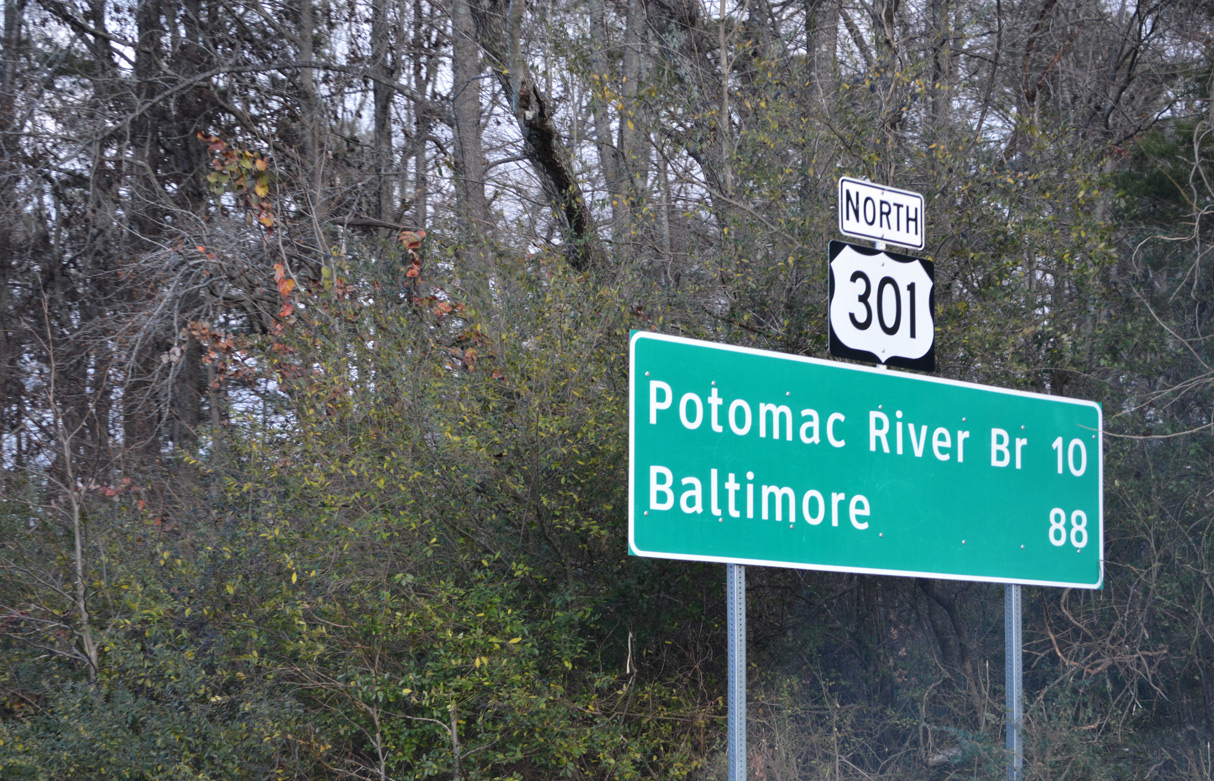 NORTH
301
Potomac River Br 10
Baltimore 88